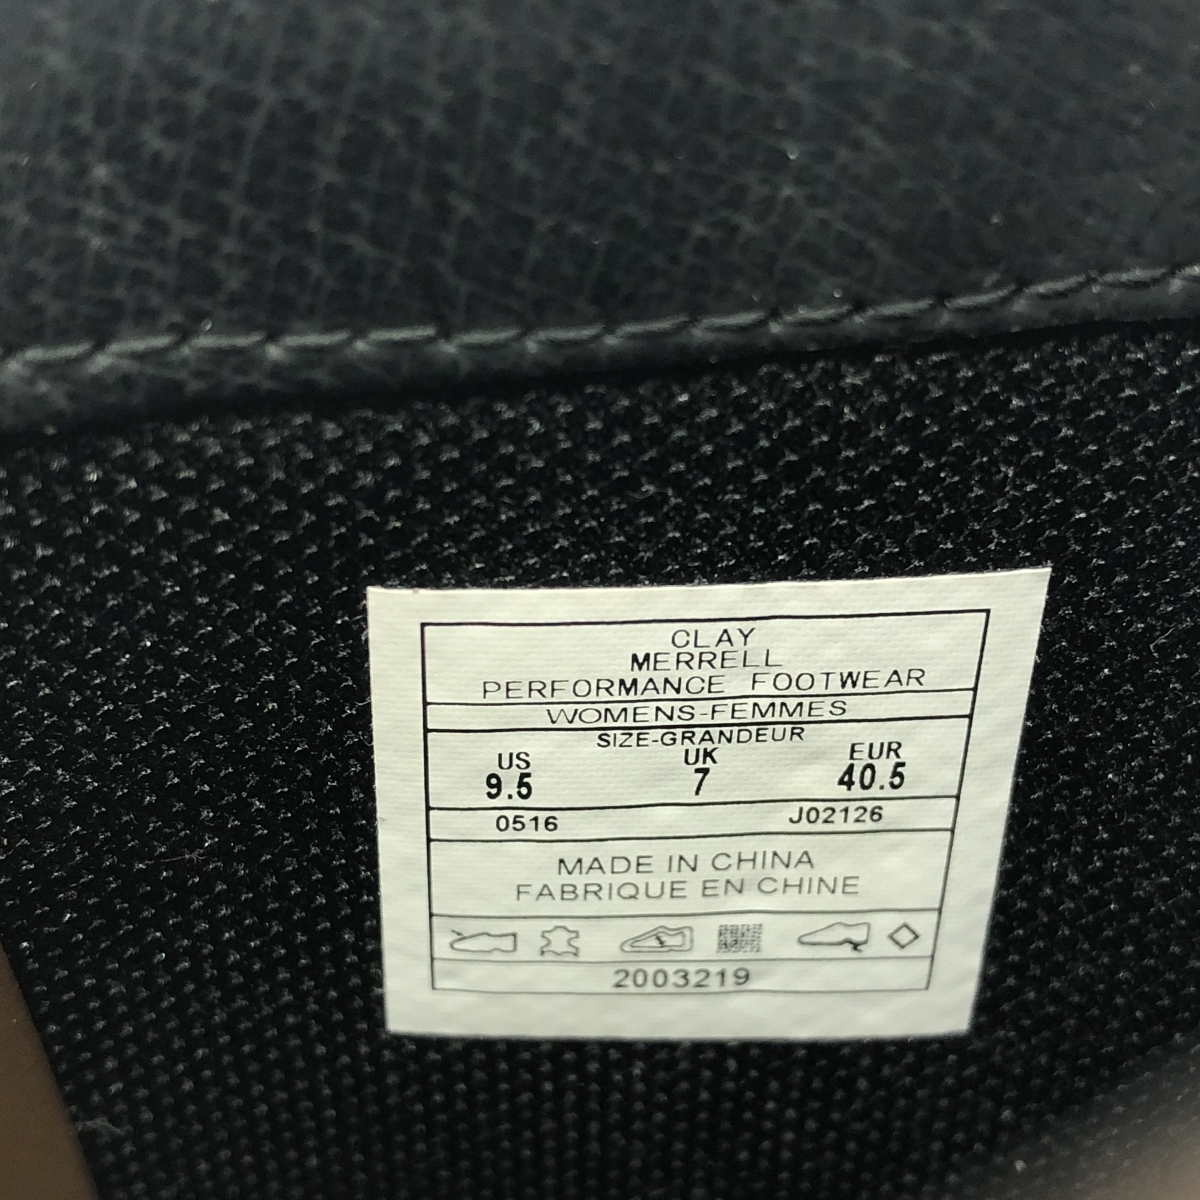 CLAY
MERRELL
PERFORMANCE FOOTWEAR
WOMENS-FEMMES
SIZE-GRANDEUR
US UK EUR
9.5 7 40.5
0516 J02126
MADE IN CHINA
FABRIQUE EN CHINE
2003219